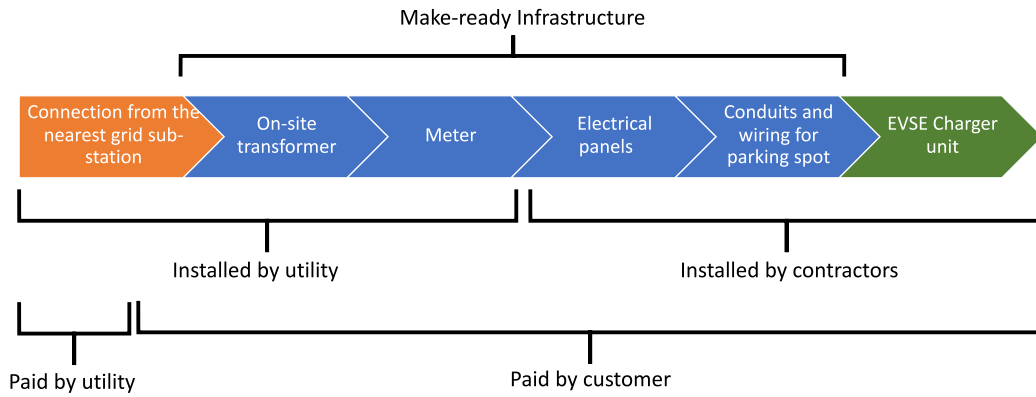 Make-ready Infrastructure
Connection from the
nearest grid sub-
station
On-site
transformer
Meter
Electrical
panels
Conduits and
wiring for
parking spot
EVSE Charger
unit
Installed by utility
Installed by contractors
Paid by utility
Paid by customer